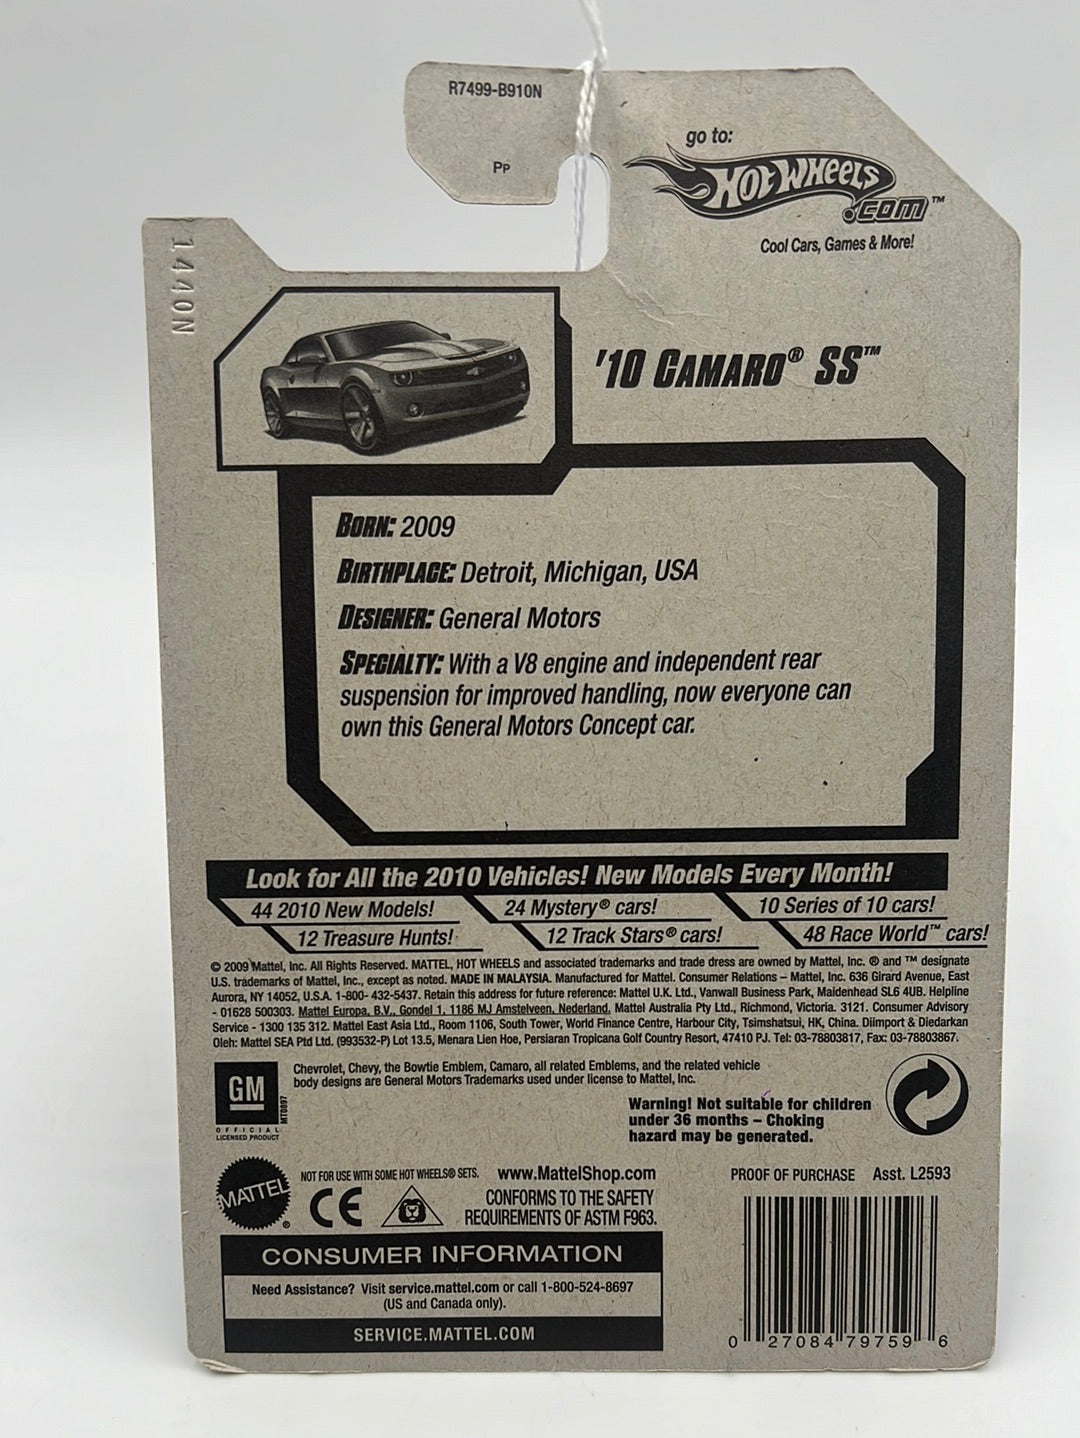 R7499-B910N
PP
go to:
HOT WHEELS
.COM™
Cool Cars, Games & More!
1440N
'10 CAMARO® SS™
BORN: 2009
BIRTHPLACE: Detroit, Michigan, USA
DESIGNER: General Motors
SPECIALTY: With a V8 engine and independent rear
suspension for improved handling, now everyone can
own this General Motors Concept car.
Look for All the 2010 Vehicles! New Models Every Month!
44 2010 New Models!
24 Mystery® cars!
10 Series of 10 cars!
12 Treasure Hunts!
12 Track Stars® cars!
48 Race World™ cars!
© 2009 Mattel, Inc. All Rights Reserved. MATTEL, HOT WHEELS and associated trademarks and trade dress are owned by Mattel, Inc. ® and ™ designate
U.S. trademarks of Mattel, Inc., except as noted. MADE IN MALAYSIA. Manufactured for Mattel. Consumer Relations – Mattel, Inc. 636 Girard Avenue, East
Aurora, NY 14052, U.S.A. 1-800- 432-5437. Retain this address for future reference: Mattel U.K. Ltd., Vanwall Business Park, Maidenhead SL6 4UB. Helpline
- 01628 500303. Mattel Europa, B.V., Gondel 1, 1186 MJ Amstelveen, Nederland. Mattel Australia Pty Ltd., Richmond, Victoria. 3121. Consumer Advisory
Service - 1300 135 312. Mattel East Asia Ltd., Room 1106, South Tower, World Finance Centre, Harbour City, Tsimshatsui, HK, China. Diimport & Diedarkan
Oleh: Mattel SEA Ptd Ltd. (993532-P) Lot 13.5, Menara Lien Hoe, Persiaran Tropicana Golf Country Resort, 47410 PJ. Tel: 03-78803817, Fax: 03-78803867.
GM
OFFICIAL
LICENSED PRODUCT
MT0897
Chevrolet, Chevy, the Bowtie Emblem, Camaro, all related Emblems, and the related vehicle
body designs are General Motors Trademarks used under license to Mattel, Inc.
Warning! Not suitable for children
under 36 months – Choking
hazard may be generated.
MATTEL®
NOT FOR USE WITH SOME HOT WHEELS® SETS.
www.MattelShop.com
CE
CONFORMS TO THE SAFETY
REQUIREMENTS OF ASTM F963.
PROOF OF PURCHASE Asst. L2593
CONSUMER INFORMATION
Need Assistance? Visit service.mattel.com or call 1-800-524-8697
(US and Canada only).
SERVICE.MATTEL.COM
0 27084 79759 6